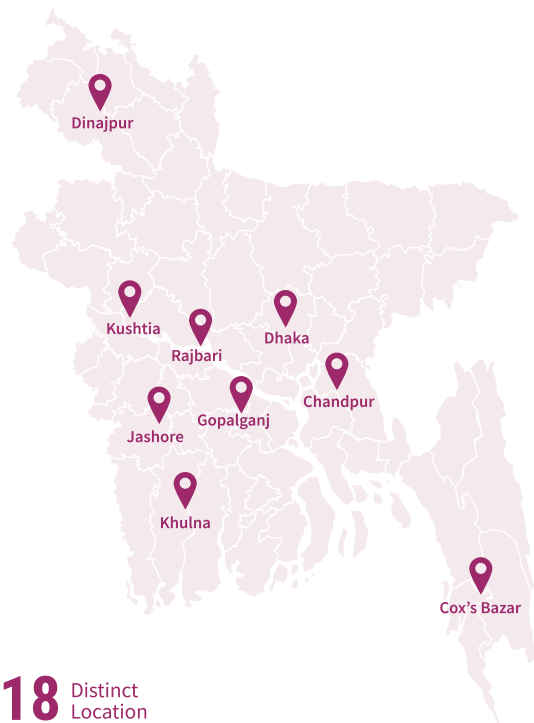 Dinajpur
Kushtia
Rajbari
Dhaka
Chandpur
Gopalganj
Jashore
Khulna
Cox’s Bazar
18 Distinct
Location